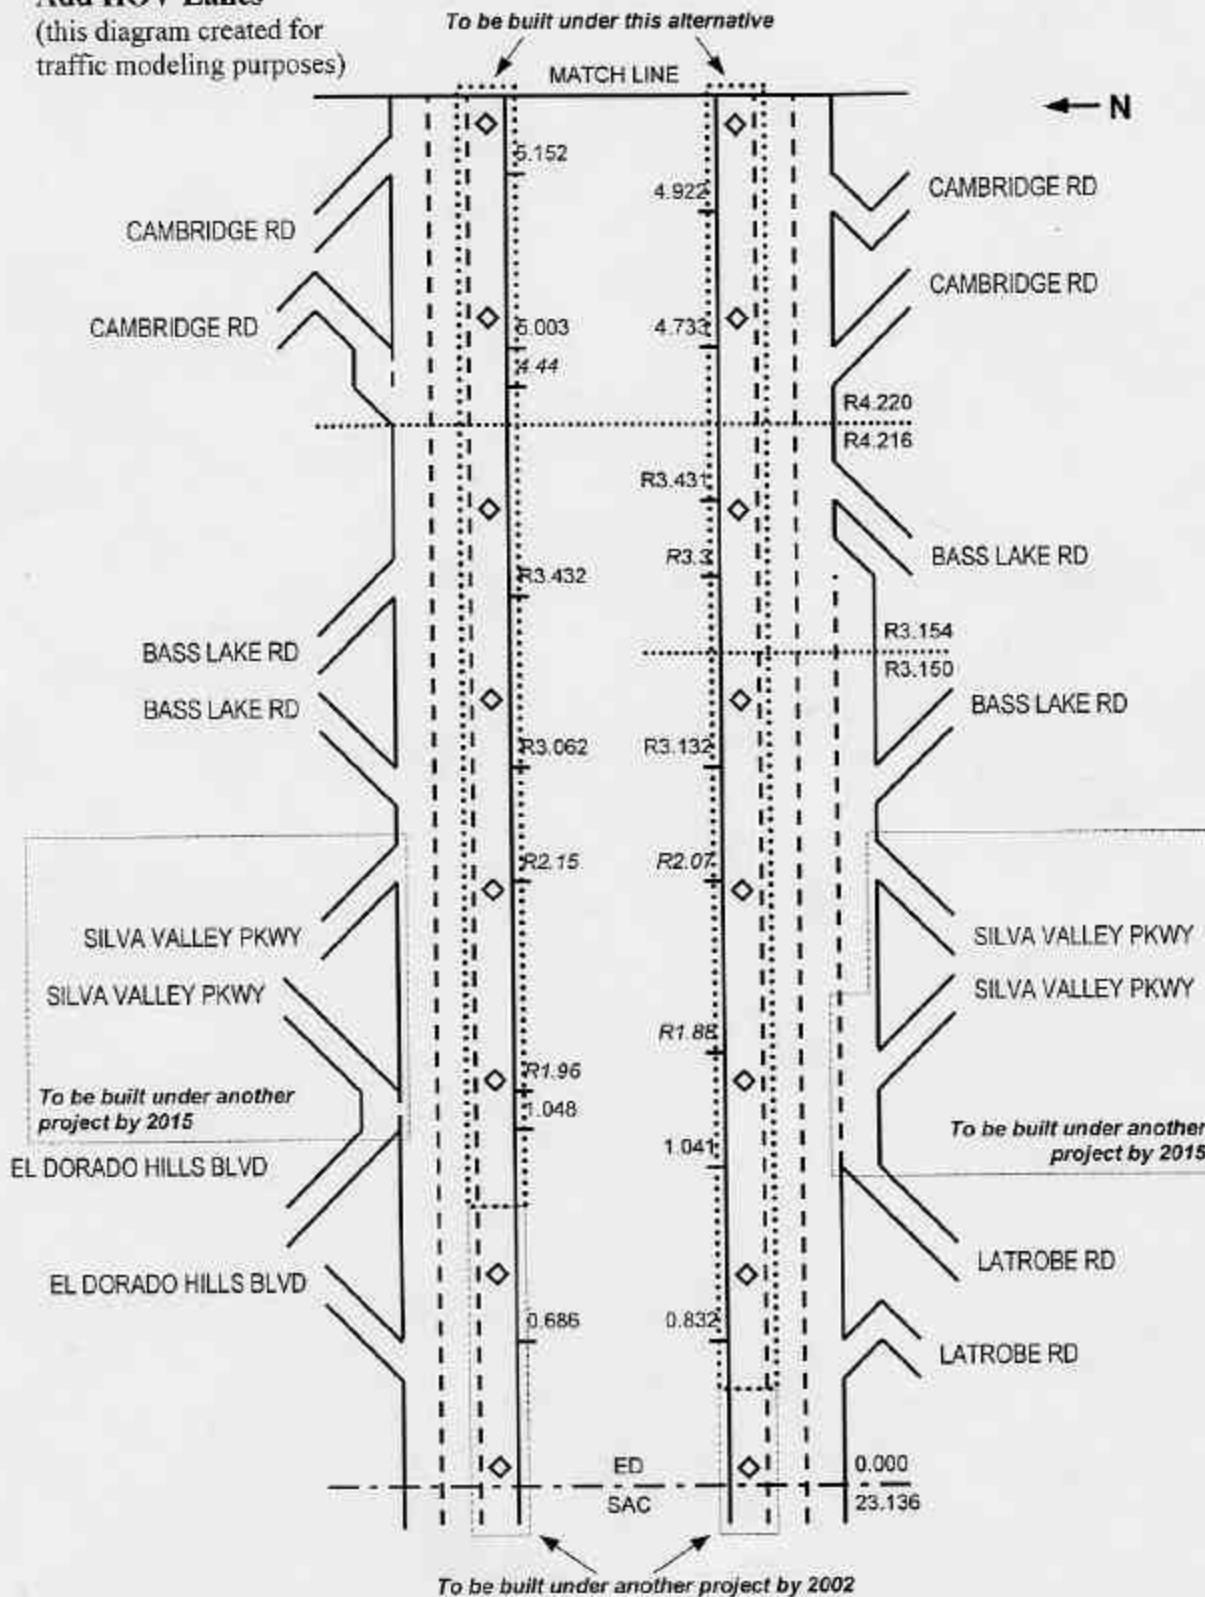 (this diagram created for
traffic modeling purposes)
To be built under this alternative
MATCH LINE
N
5.152
4.922
CAMBRIDGE RD
CAMBRIDGE RD
CAMBRIDGE RD
CAMBRIDGE RD
5.003
4.733
4.44
R4.220
R4.216
R3.431
R3.3
BASS LAKE RD
R3.432
R3.154
R3.150
BASS LAKE RD
BASS LAKE RD
BASS LAKE RD
R3.062
R3.132
R2.15
R2.07
SILVA VALLEY PKWY
SILVA VALLEY PKWY
SILVA VALLEY PKWY
SILVA VALLEY PKWY
R1.88
R1.96
1.048
To be built under another
project by 2015
To be built under another
project by 2015
1.041
EL DORADO HILLS BLVD
LATROBE RD
EL DORADO HILLS BLVD
0.686
0.832
LATROBE RD
ED
0.000
SAC
23.136
To be built under another project by 2002